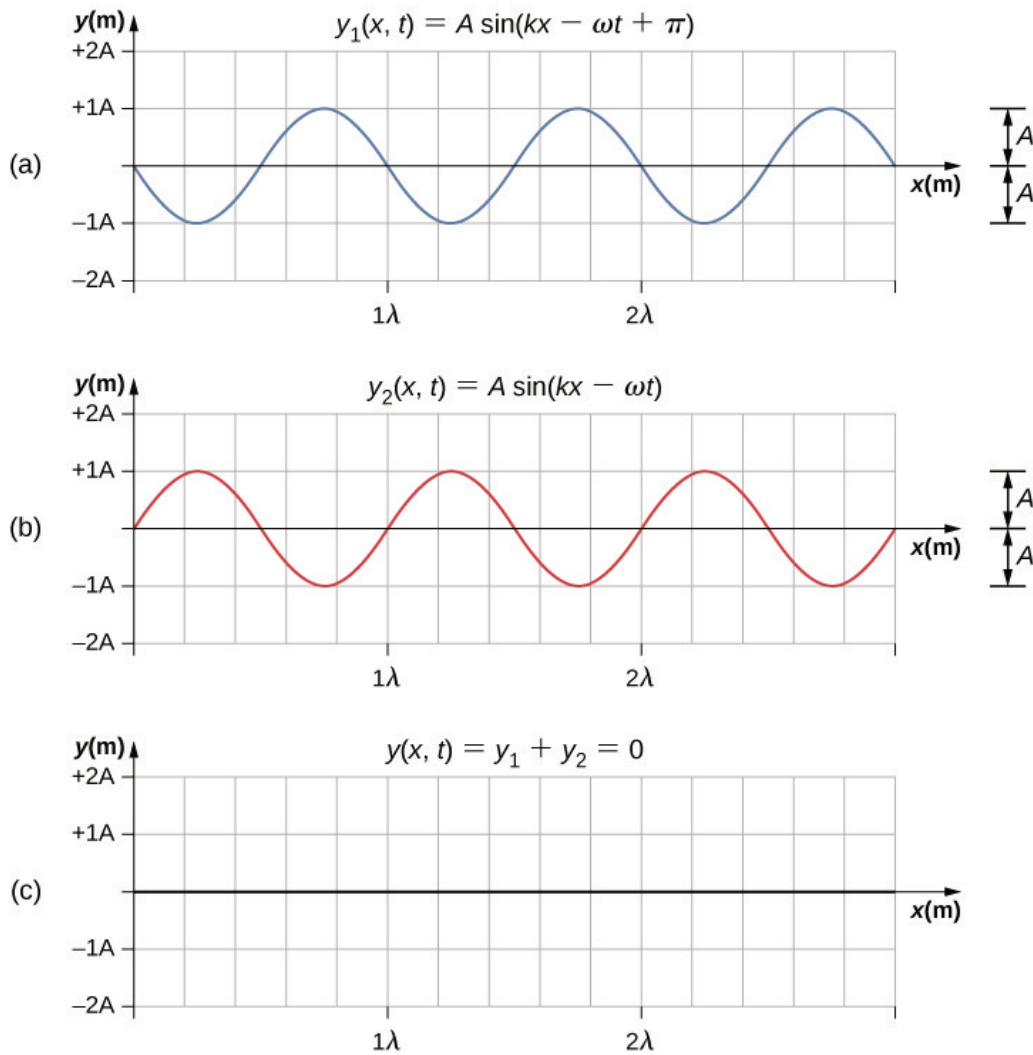 y(m)
y₁(x, t) = A sin(kx − ωt + π)
+2A
+1A
A
(a)
x(m)
A
–1A
–2A
1λ 2λ
y(m)
y₂(x, t) = A sin(kx − ωt)
+2A
+1A
A
(b)
x(m)
A
–1A
–2A
1λ 2λ
y(m)
y(x, t) = y₁ + y₂ = 0
+2A
+1A
(c)
x(m)
–1A
–2A
1λ 2λ